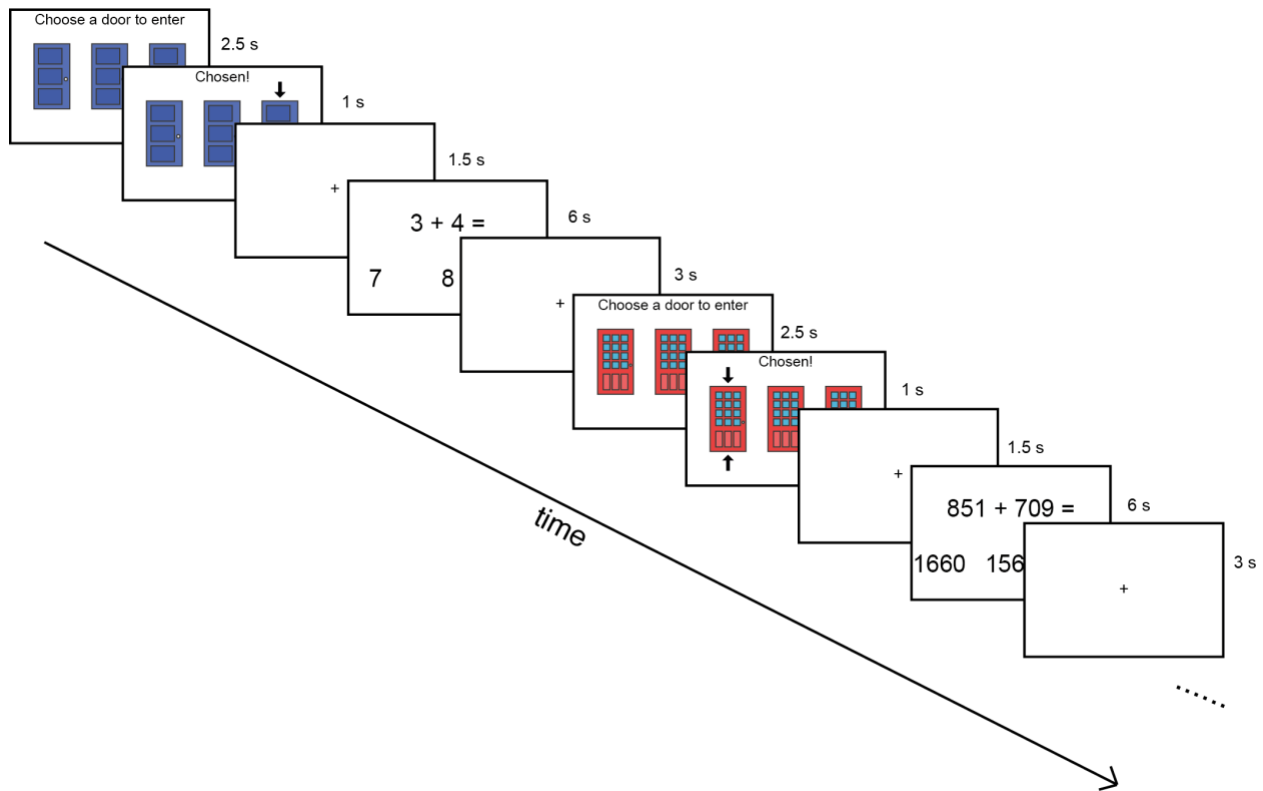 Choose a door to enter
2.5 s
Chosen!
1 s
+
1.5 s
3 + 4 =
7 8
6 s
+
3 s
Choose a door to enter
2.5 s
Chosen!
1 s
+
1.5 s
851 + 709 =
1660 156
6 s
+
3 s
time